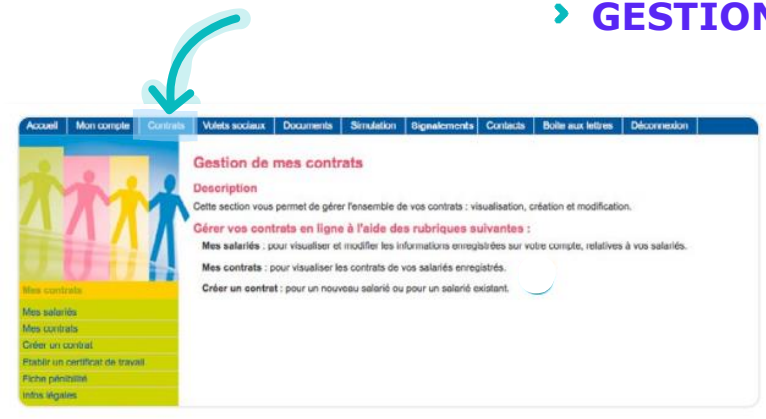 › GESTION
Accueil Mon compte Contrats Volets sociaux Documents Simulation Signalements Contacts Boîte aux lettres Déconnexion
Gestion de mes contrats
Description
Cette section vous permet de gérer l'ensemble de vos contrats : visualisation, création et modification.
Gérer vos contrats en ligne à l'aide des rubriques suivantes :
Mes salariés : pour visualiser et modifier les informations enregistrées sur votre compte, relatives à vos salariés.
Mes contrats : pour visualiser les contrats de vos salariés enregistrés.
Créer un contrat : pour un nouveau salarié ou pour un salarié existant.
Mes contrats
Mes salariés
Mes contrats
Créer un contrat
Etablir un certificat de travail
Fiche pénibilité
Infos légales